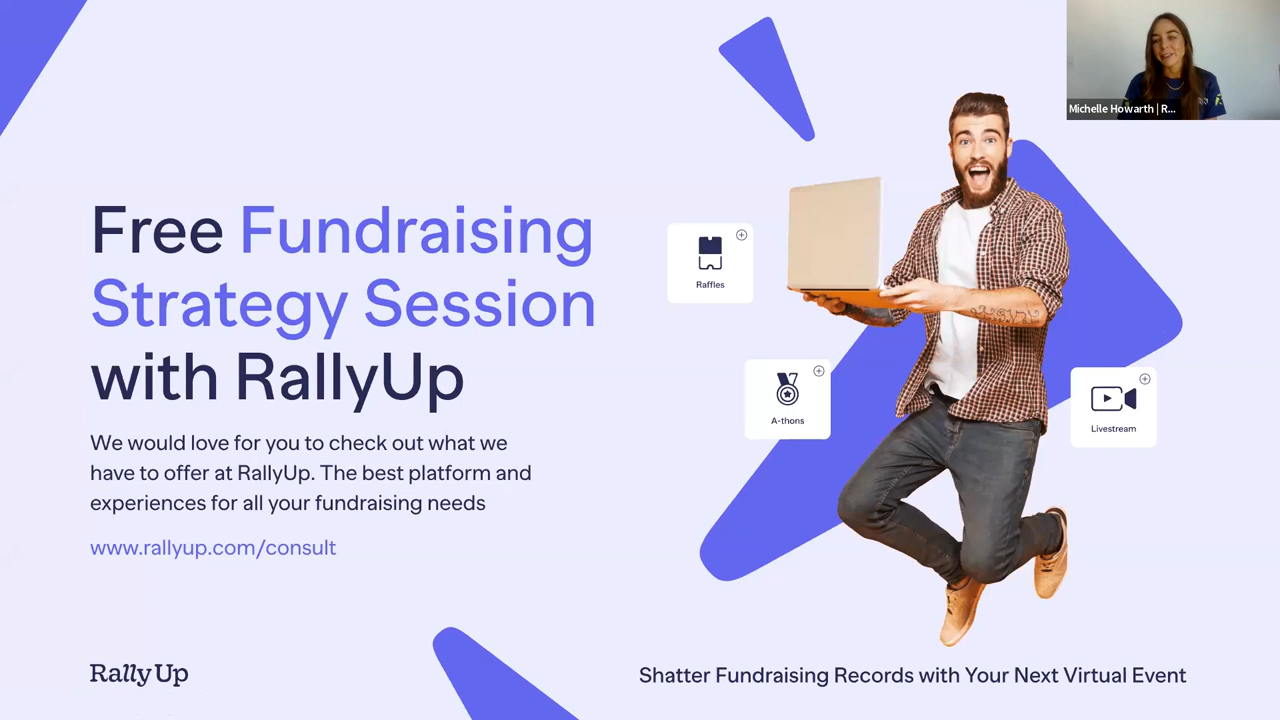 Michelle Howarth | R...
Free Fundraising
Strategy Session
with RallyUp
We would love for you to check out what we
have to offer at RallyUp. The best platform and
experiences for all your fundraising needs
www.rallyup.com/consult
Raffles
A-thons
Livestream
RallyUp
Shatter Fundraising Records with Your Next Virtual Event